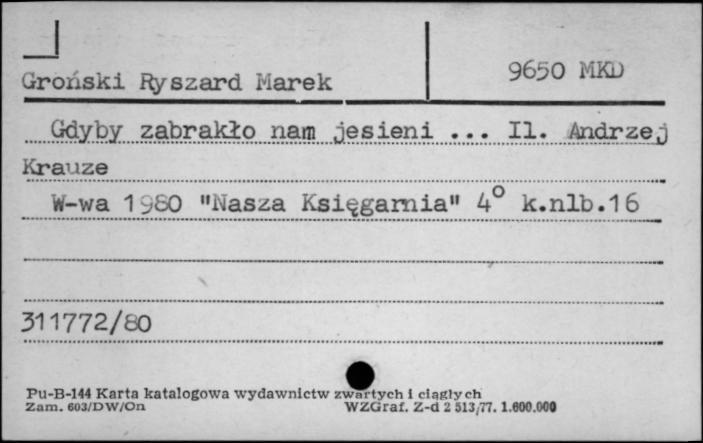 9650 MKD
Groński Ryszard Marek
Gdyby zabrakło nam jesieni ... Il. Andrzej
Krauze
W-wa 1980 "Nasza Księgarnia" 4° k.nlb.16
311772/80
Pu-B-144 Karta katalogowa wydawnictw zwartych i ciągłych
Zam. 603/DW/On WZGraf. Z-d 2 513/77. 1.600.000